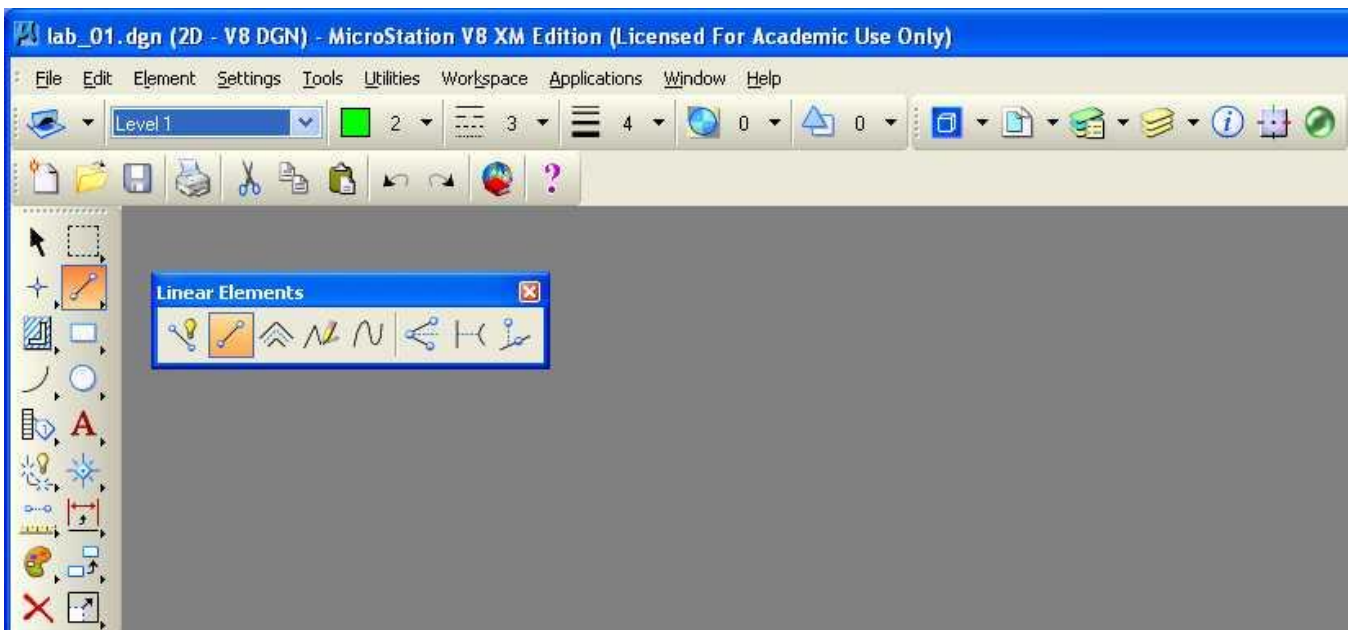 lab_01.dgn (2D - V8 DGN) - MicroStation V8 XM Edition (Licensed For Academic Use Only)
File Edit Element Settings Tools Utilities Workspace Applications Window Help
Level 1 2 3 4 0 0
Linear Elements